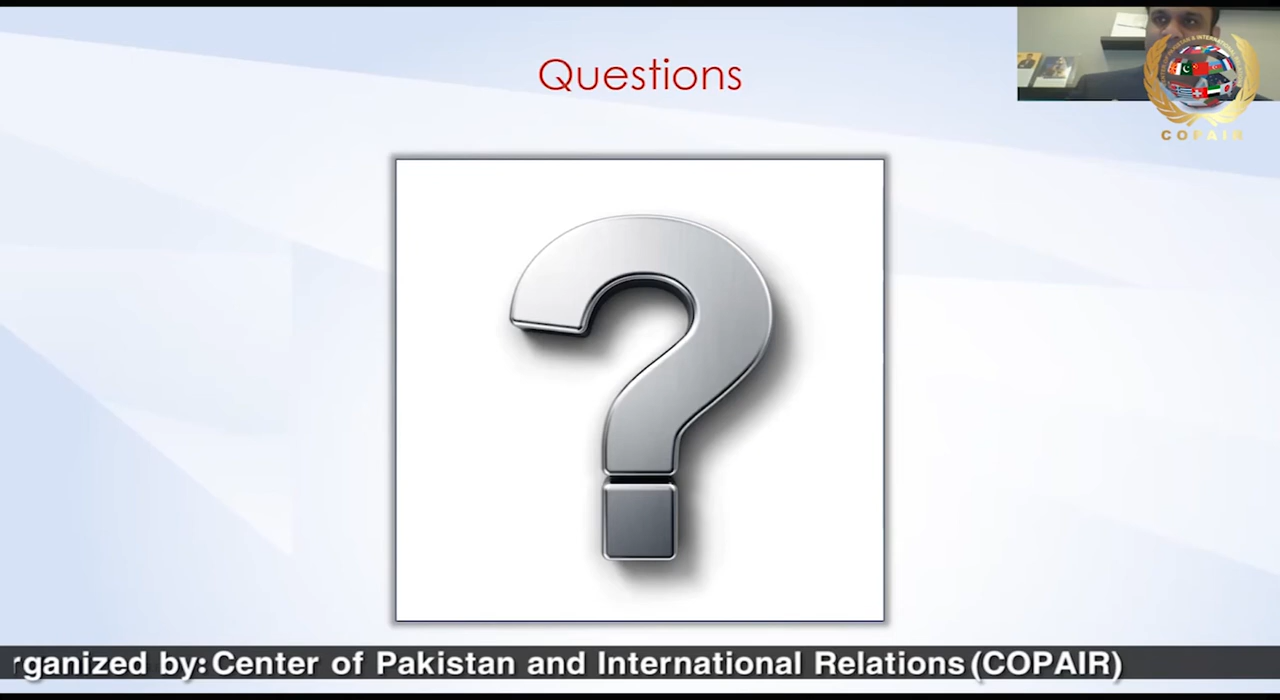 Questions
COPAIR
rganized by: Center of Pakistan and International Relations (COPAIR)